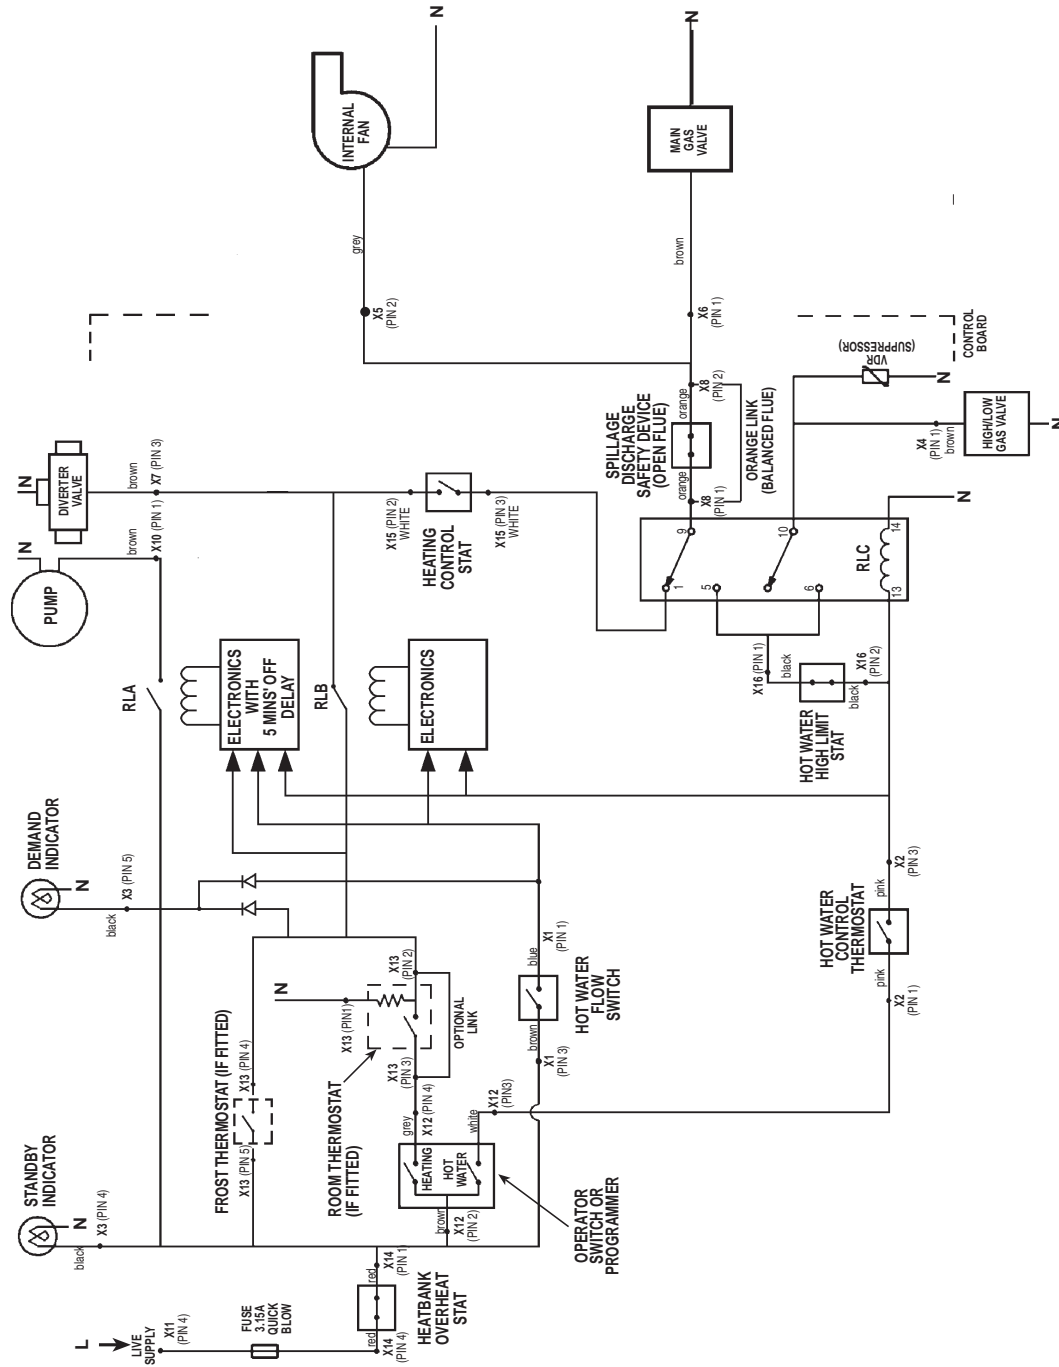 L
LIVE
SUPPLY
X11
(PIN 4)
FUSE
3.15A
QUICK
BLOW
red
X14
(PIN 4)
HEATBANK
OVERHEAT
STAT
red
X14
(PIN 1)
STANDBY
INDICATOR
N
black
X3 (PIN 4)
FROST THERMOSTAT (IF FITTED)
X13 (PIN 5)
X13 (PIN 4)
ROOM THERMOSTAT
(IF FITTED)
N
X13 (PIN1)
X13
(PIN 2)
X13
(PIN 3)
OPTIONAL
LINK
brown
X12
(PIN 2)
HEATING
HOT
WATER
grey
X12 (PIN 4)
white
X12
(PIN3)
OPERATOR
SWITCH OR
PROGRAMMER
brown
X1
(PIN 3)
HOT WATER
FLOW
SWITCH
blue
X1
(PIN 1)
X2
(PIN 1)
pink
HOT WATER
CONTROL
THERMOSTAT
pink
X2
(PIN 3)
DEMAND
INDICATOR
N
black
X3 (PIN 5)
RLA
ELECTRONICS
WITH
5 MINS' OFF
DELAY
RLB
ELECTRONICS
PUMP
N
brown
X10 (PIN 1)
DIVERTER
VALVE
N
brown
X7 (PIN 3)
X15 (PIN 2)
WHITE
HEATING
CONTROL
STAT
X15 (PIN 3)
WHITE
HOT WATER
HIGH LIMIT
STAT
X16 (PIN 1)
black
black
X16
(PIN 2)
1
5
6
9
10
13
14
RLC
N
SPILLAGE
DISCHARGE
SAFETY DEVICE
(OPEN FLUE)
orange
X8
(PIN 1)
orange
X8
(PIN 2)
ORANGE LINK
(BALANCED FLUE)
X4
(PIN 1)
brown
HIGH/LOW
GAS VALVE
N
VDR
(SUPPRESSOR)
N
CONTROL
BOARD
X5
(PIN 2)
grey
INTERNAL
FAN
N
X6
(PIN 1)
brown
MAIN
GAS
VALVE
N